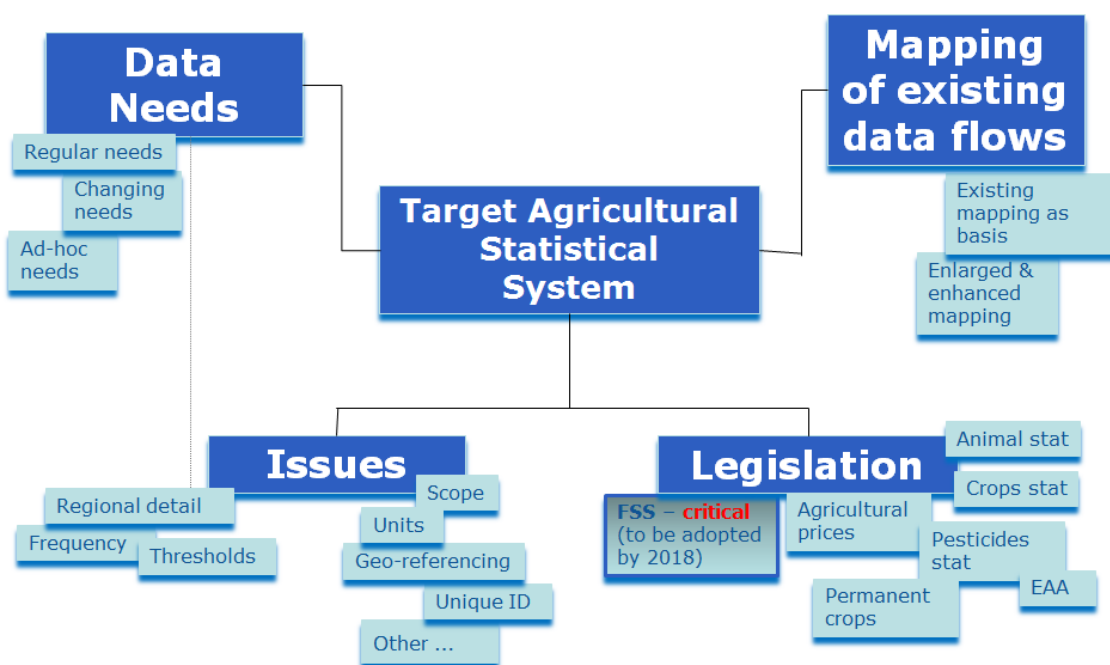 Data
Needs
Regular needs
Changing
needs
Ad-hoc
needs
Mapping
of existing
data flows
Existing
mapping as
basis
Enlarged &
enhanced
mapping
Target Agricultural
Statistical
System
Issues
Regional detail
Frequency
Thresholds
Scope
Units
Geo-referencing
Unique ID
Other ...
Legislation
FSS – critical
(to be adopted
by 2018)
Agricultural
prices
Animal stat
Crops stat
Pesticides
stat
EAA
Permanent
crops